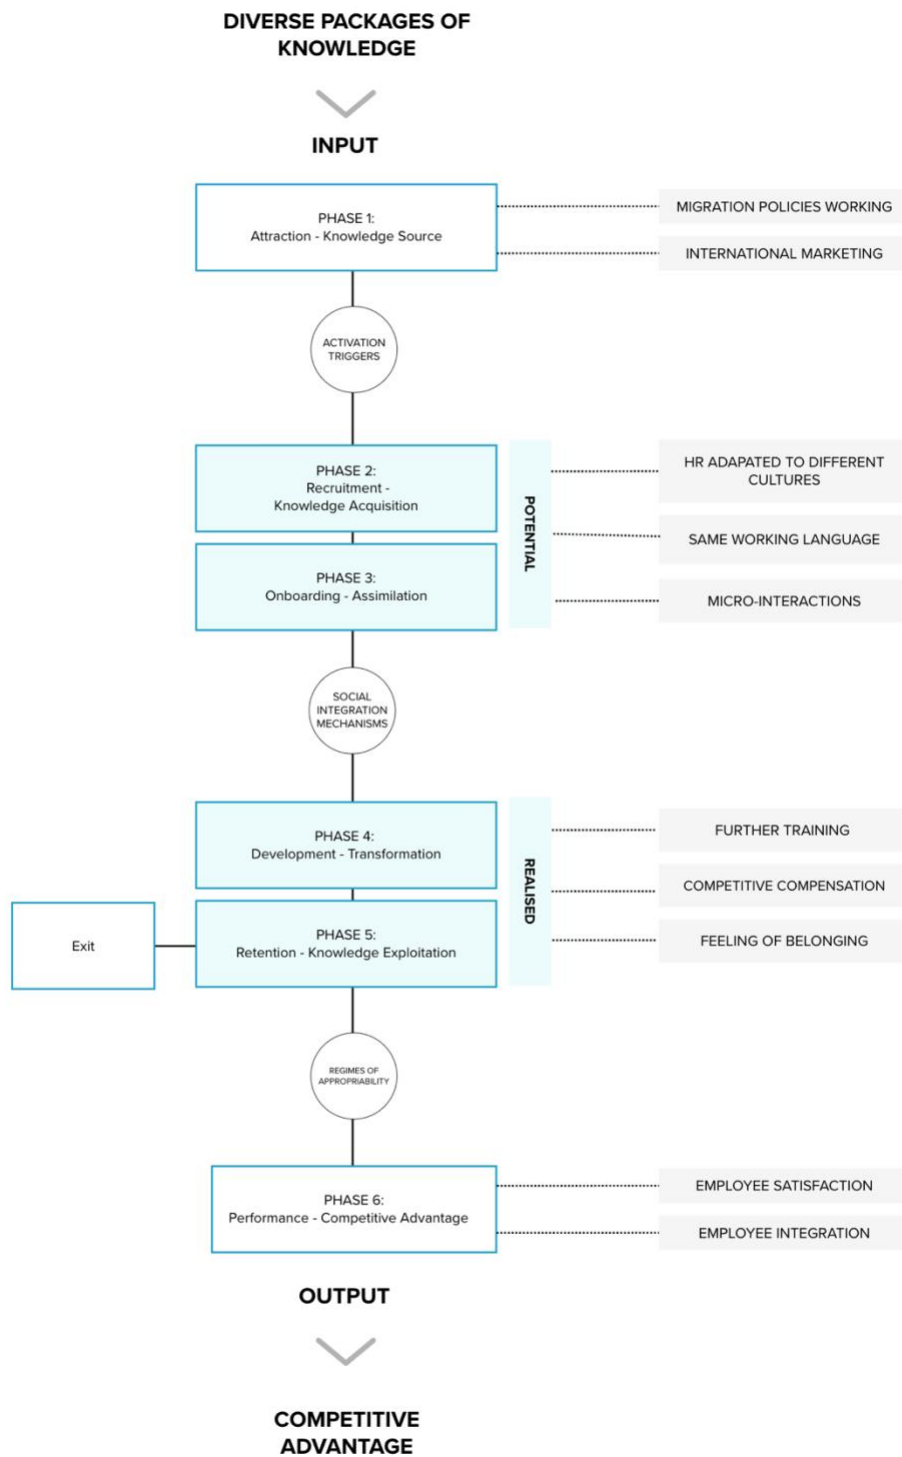 DIVERSE PACKAGES OF
KNOWLEDGE
INPUT
PHASE 1:
Attraction - Knowledge Source
MIGRATION POLICIES WORKING
INTERNATIONAL MARKETING
ACTIVATION
TRIGGERS
PHASE 2:
Recruitment -
Knowledge Acquisition
PHASE 3:
Onboarding - Assimilation
POTENTIAL
HR ADAPATED TO DIFFERENT
CULTURES
SAME WORKING LANGUAGE
MICRO-INTERACTIONS
SOCIAL
INTEGRATION
MECHANISMS
PHASE 4:
Development - Transformation
Exit
PHASE 5:
Retention - Knowledge Exploitation
REALISED
FURTHER TRAINING
COMPETITIVE COMPENSATION
FEELING OF BELONGING
REGIMES OF
APPROPRIABILITY
PHASE 6:
Performance - Competitive Advantage
EMPLOYEE SATISFACTION
EMPLOYEE INTEGRATION
OUTPUT
COMPETITIVE
ADVANTAGE